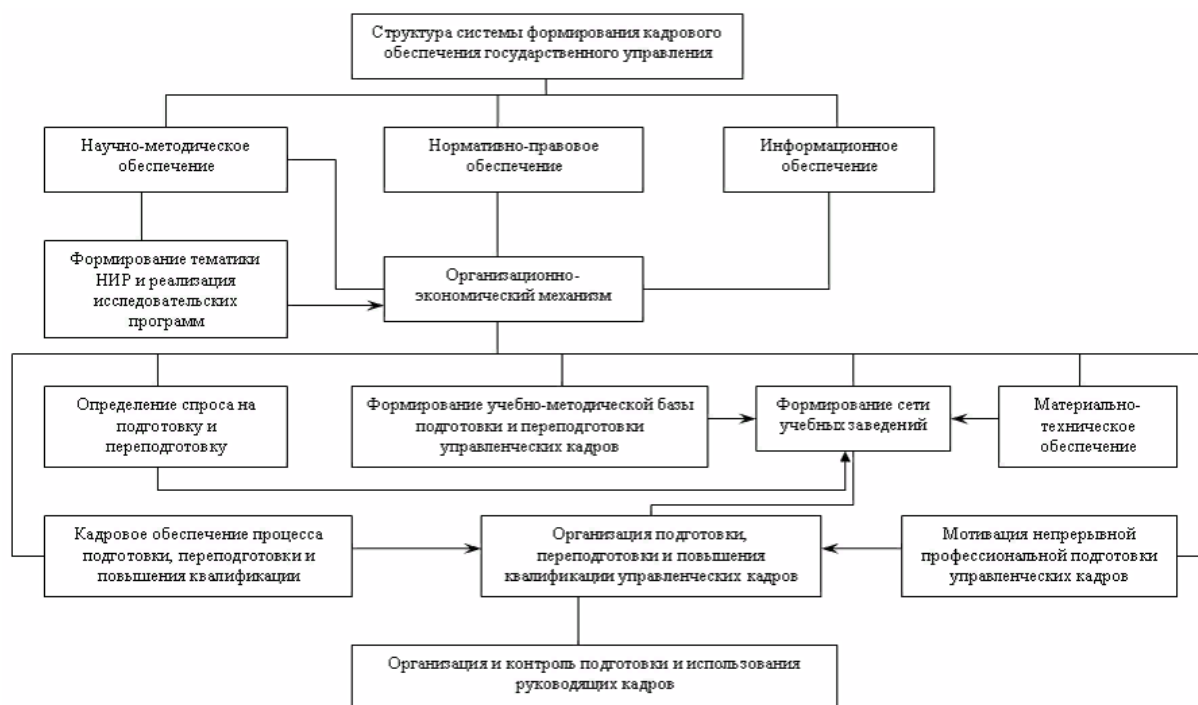 Структура системы формирования кадрового
обеспечения государственного управления
Научно-методическое
обеспечение
Нормативно-правовое
обеспечение
Информационное
обеспечение
Формирование тематики
НИР и реализация
исследовательских
программ
Организационно-
экономический механизм
Определение спроса на
подготовку и
переподготовку
Формирование учебно-методической базы
подготовки и переподготовки
управленческих кадров
Формирование сети
учебных заведений
Материально-
техническое
обеспечение
Кадровое обеспечение процесса
подготовки, переподготовки и
повышения квалификации
Организация подготовки,
переподготовки и повышения
квалификации управленческих кадров
Мотивация непрерывной
профессиональной подготовки
управленческих кадров
Организация и контроль подготовки и использования
руководящих кадров